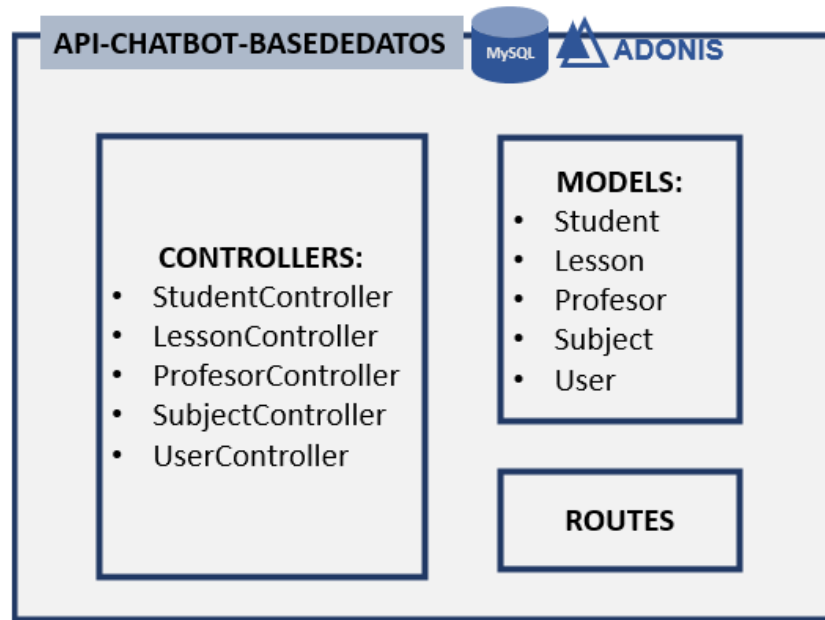 API-CHATBOT-BASEDEDATOS
MySQL
ADONIS
CONTROLLERS:
• StudentController
• LessonController
• ProfesorController
• SubjectController
• UserController
MODELS:
• Student
• Lesson
• Profesor
• Subject
• User
ROUTES